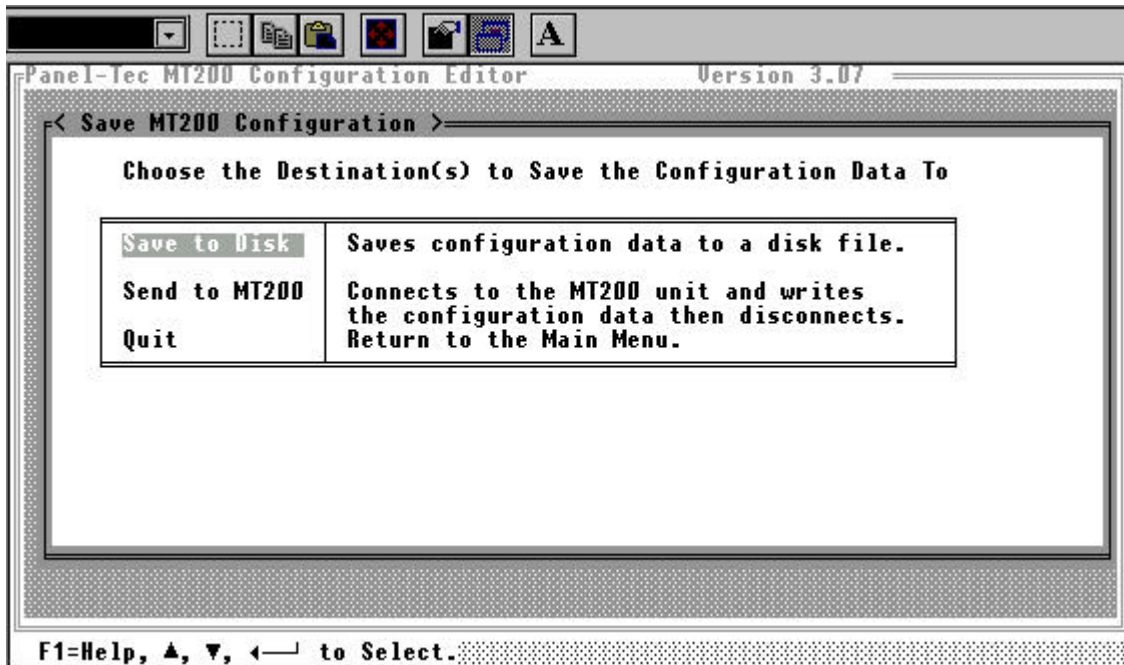 A
Panel-Tec MT200 Configuration Editor Version 3.07
< Save MT200 Configuration >
Choose the Destination(s) to Save the Configuration Data To
Save to Disk Saves configuration data to a disk file.
Send to MT200 Connects to the MT200 unit and writes
the configuration data then disconnects.
Quit Return to the Main Menu.
F1=Help, ▲, ▼, ◄─┘ to Select.